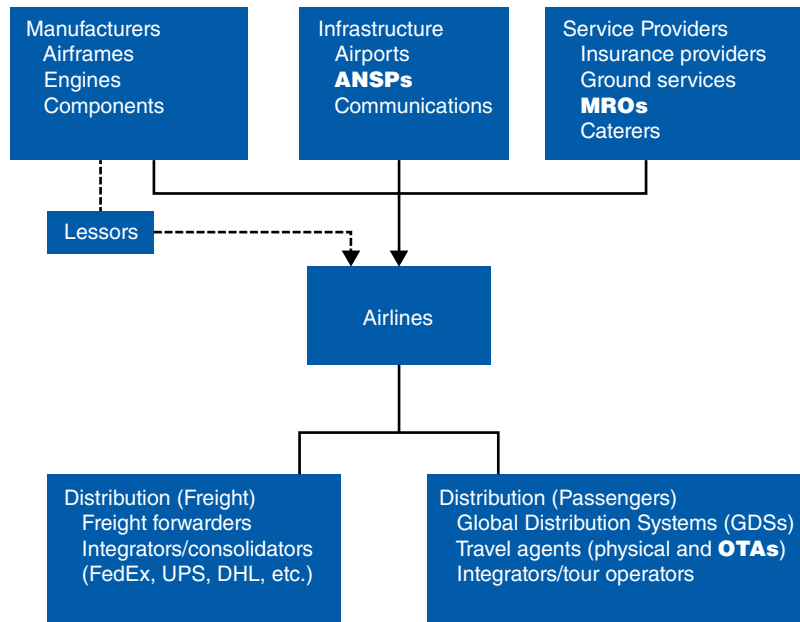 Manufacturers
Airframes
Engines
Components
Infrastructure
Airports
ANSPs
Communications
Service Providers
Insurance providers
Ground services
MROs
Caterers
Lessors
Airlines
Distribution (Freight)
Freight forwarders
Integrators/consolidators
(FedEx, UPS, DHL, etc.)
Distribution (Passengers)
Global Distribution Systems (GDSs)
Travel agents (physical and OTAs)
Integrators/tour operators